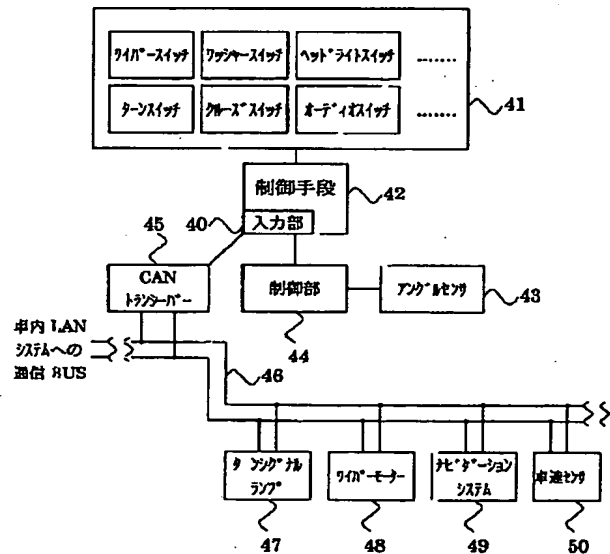 ワイパースイッチ ワッシャースイッチ ヘッドライトスイッチ ........
ターンスイッチ クルーズスイッチ オーディオスイッチ ........
41
制御手段
42
40
入力部
45
CAN
トランシーバー
制御部
アングルセンサ
43
44
車内 LAN
システムへの
通信 BUS
46
ターンシグナル
ランプ
ワイパーモーター
ナビゲーション
システム
車速センサ
47
48
49
50